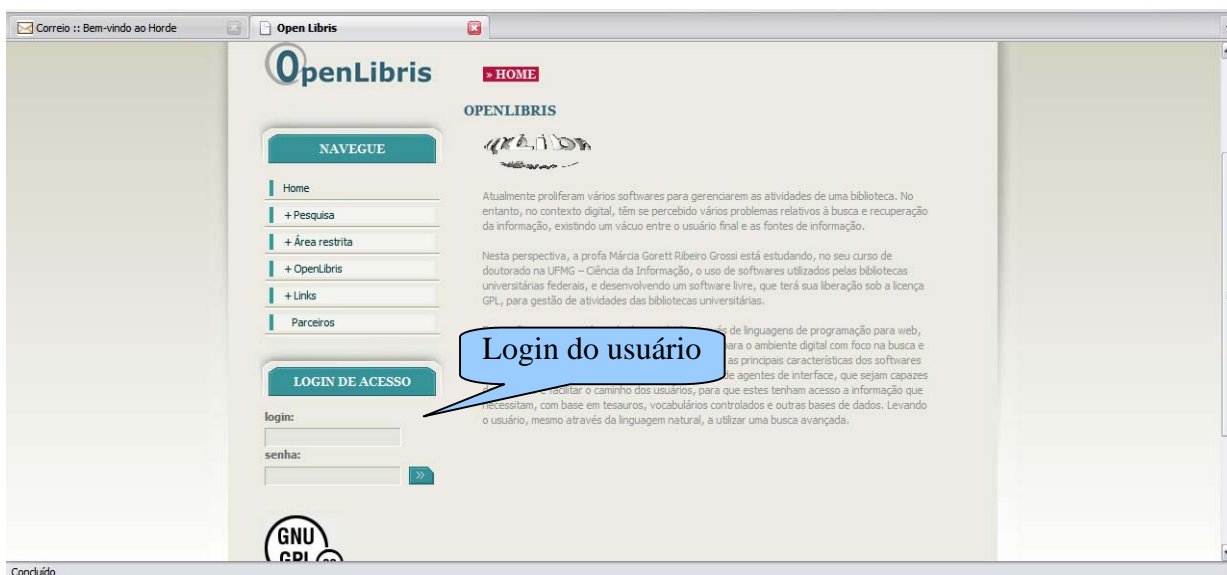 Correio :: Bem-vindo ao Horde
Open Libris
OpenLibris
» HOME
OPENLIBRIS
NAVEGUE
Home
+ Pesquisa
+ Área restrita
+ OpenLibris
+ Links
Parceiros
LOGIN DE ACESSO
login:
senha:
»
GNU
GPL
Atualmente proliferam vários softwares para gerenciarem as atividades de uma biblioteca. No
entanto, no contexto digital, têm se percebido vários problemas relativos à busca e recuperação
da informação, existindo um vácuo entre o usuário final e as fontes de informação.
Nesta perspectiva, a profa Márcia Gorett Ribeiro Grossi está estudando, no seu curso de
doutorado na UFMG – Ciência da Informação, o uso de softwares utilizados pelas bibliotecas
universitárias federais, e desenvolvendo um software livre, que terá sua liberação sob a licença
GPL, para gestão de atividades das bibliotecas universitárias.
de linguagens de programação para web,
para o ambiente digital com foco na busca e
as principais características dos softwares
de agentes de interface, que sejam capazes
e facilitar o caminho dos usuários, para que estes tenham acesso a informação que
necessitam, com base em tesauros, vocabulários controlados e outras bases de dados. Levando
o usuário, mesmo através da linguagem natural, a utilizar uma busca avançada.
Login do usuário
Concluído